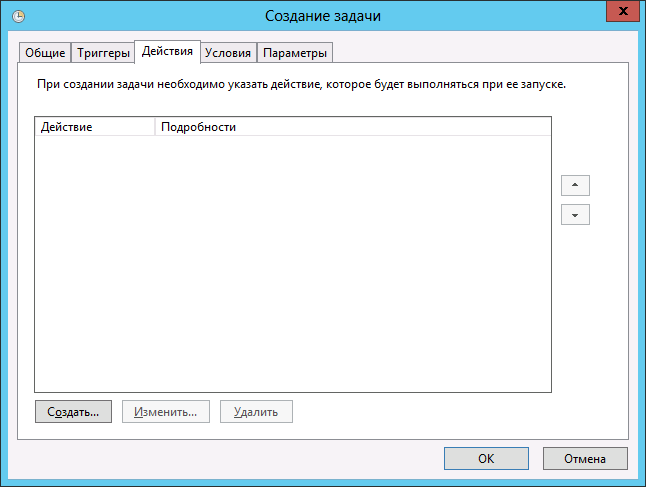 Создание задачи
x
Общие Триггеры Действия Условия Параметры
При создании задачи необходимо указать действие, которое будет выполняться при ее запуске.
Действие Подробности
Создать... Изменить... Удалить
OK Отмена